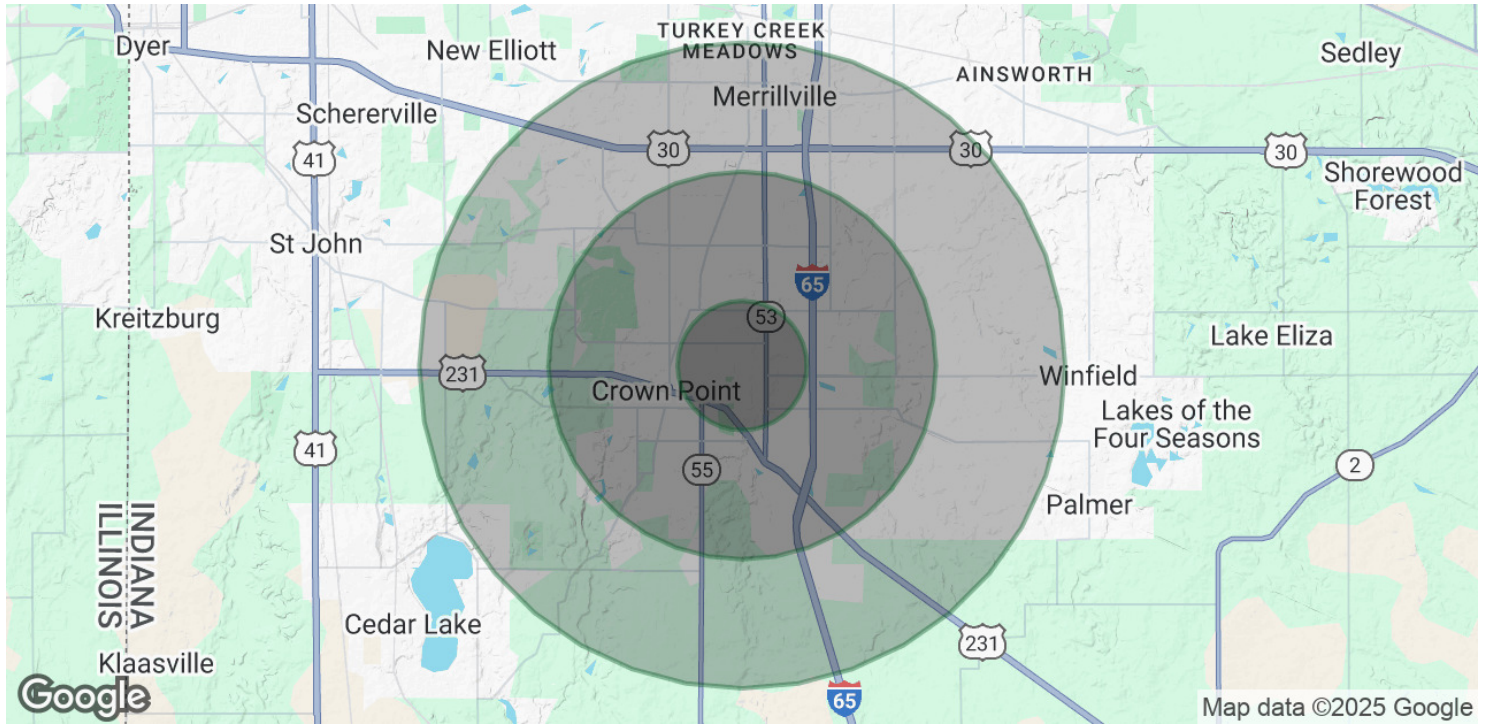 TURKEY CREEK
MEADOWS
Dyer
New Elliott
Sedley
AINSWORTH
Merrillville
Schererville
41
30
30
30
Shorewood
Forest
St John
65
53
Kreitzburg
Lake Eliza
231
Crown Point
Winfield
Lakes of the
Four Seasons
41
55
2
INDIANA
ILLINOIS
Palmer
Cedar Lake
231
Klaasville
65
Google
Map data ©2025 Google